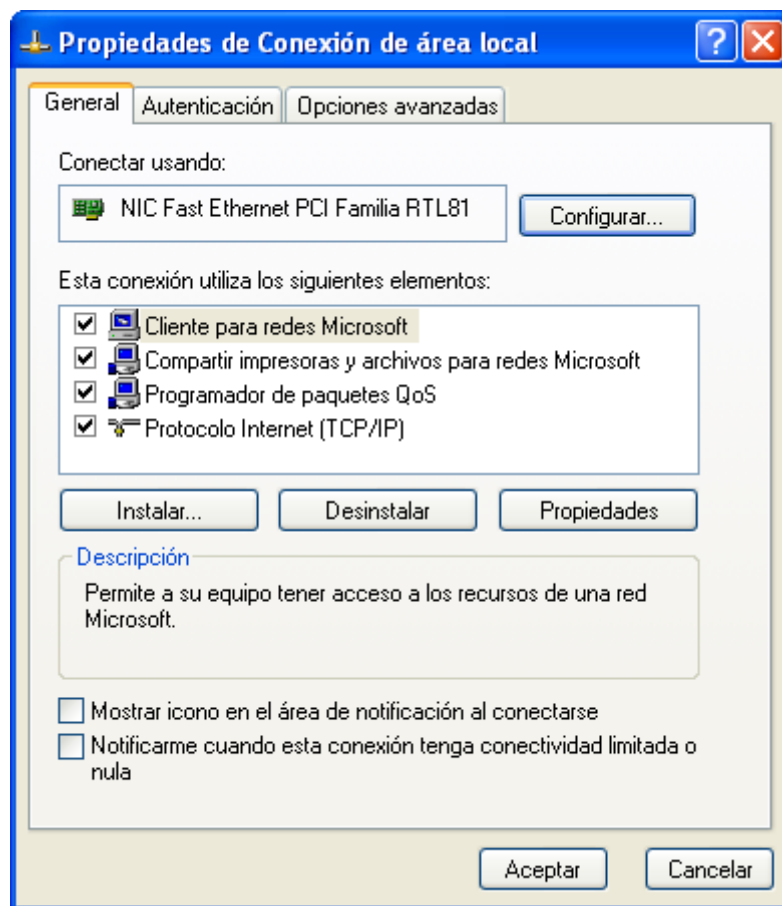 Propiedades de Conexión de área local
General
Autenticación
Opciones avanzadas
Conectar usando:
NIC Fast Ethernet PCI Familia RTL81
Configurar...
Esta conexión utiliza los siguientes elementos:
Cliente para redes Microsoft
Compartir impresoras y archivos para redes Microsoft
Programador de paquetes QoS
Protocolo Internet (TCP/IP)
Instalar...
Desinstalar
Propiedades
Descripción
Permite a su equipo tener acceso a los recursos de una red
Microsoft.
Mostrar icono en el área de notificación al conectarse
Notificarme cuando esta conexión tenga conectividad limitada o
nula
Aceptar
Cancelar